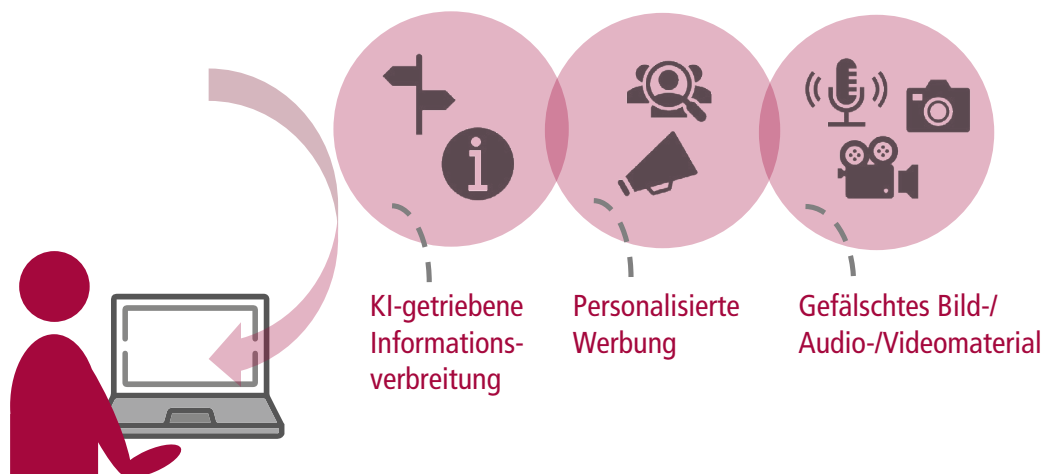 KI-getriebene
Informations-
verbreitung
Personalisierte
Werbung
Gefälschtes Bild-/
Audio-/Videomaterial